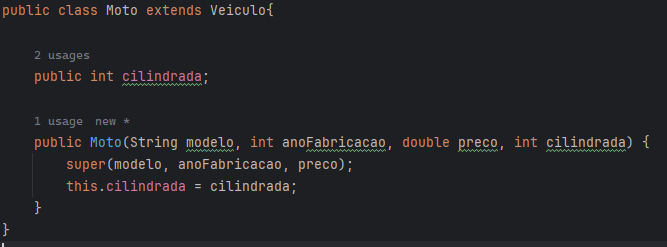 public class Moto extends Veiculo{
2 usages
public int cilindrada;
1 usage new *
public Moto(String modelo, int anoFabricacao, double preco, int cilindrada) {
super(modelo, anoFabricacao, preco);
this.cilindrada = cilindrada;
}
}